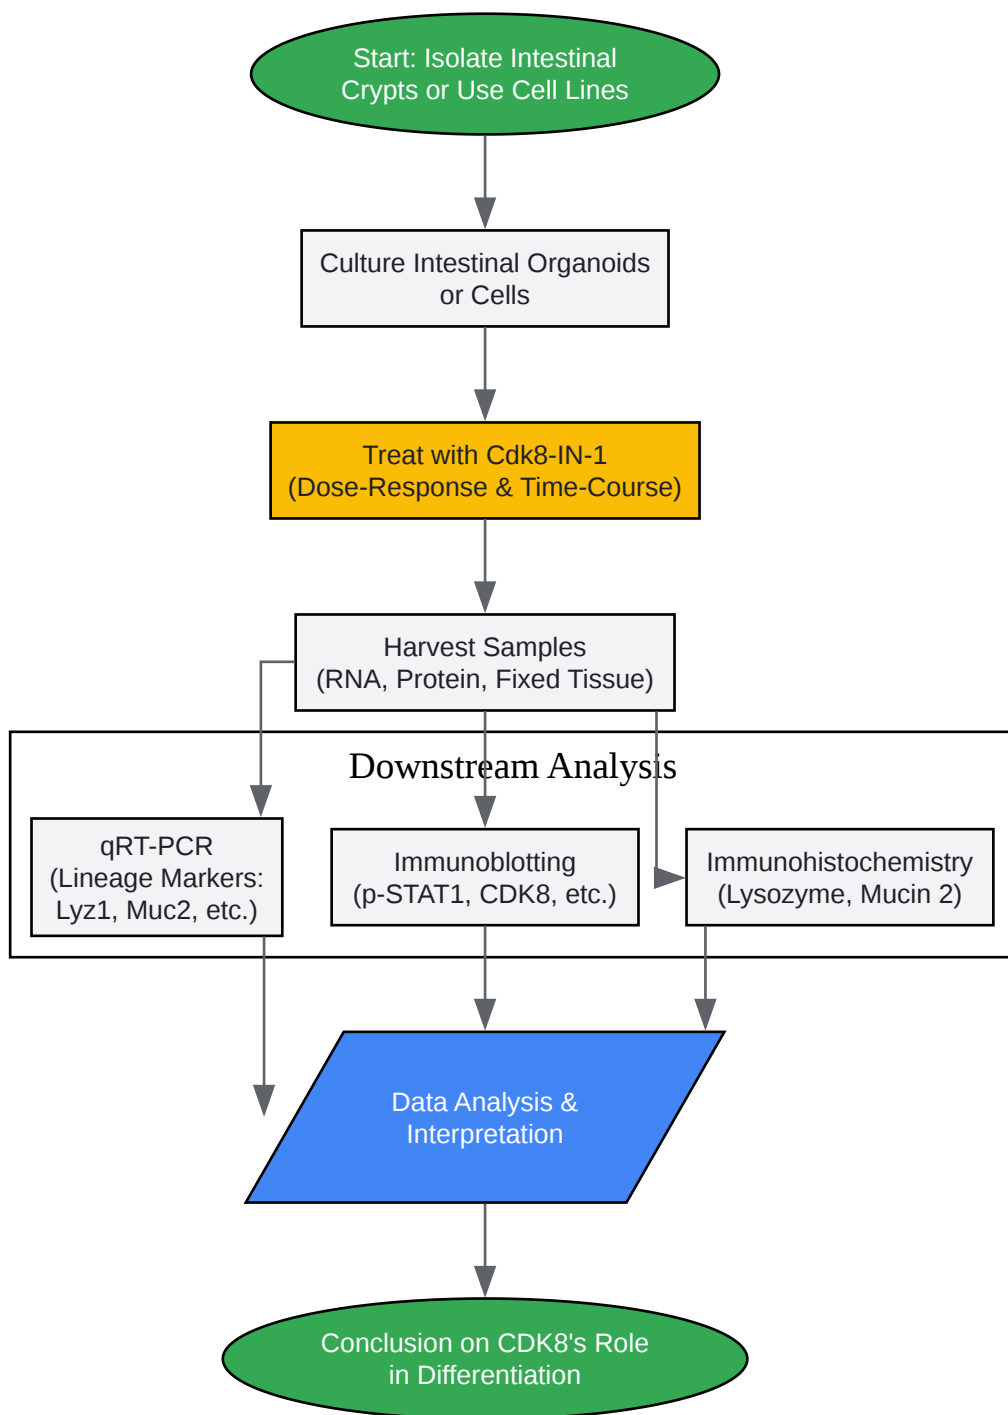 Start: Isolate Intestinal
Crypts or Use Cell Lines
Culture Intestinal Organoids
or Cells
Treat with Cdk8-IN-1
(Dose-Response & Time-Course)
Harvest Samples
(RNA, Protein, Fixed Tissue)
Downstream Analysis
qRT-PCR
(Lineage Markers:
Lyz1, Muc2, etc.)
Immunoblotting
(p-STAT1, CDK8, etc.)
Immunohistochemistry
(Lysozyme, Mucin 2)
Data Analysis &
Interpretation
Conclusion on CDK8's Role
in Differentiation